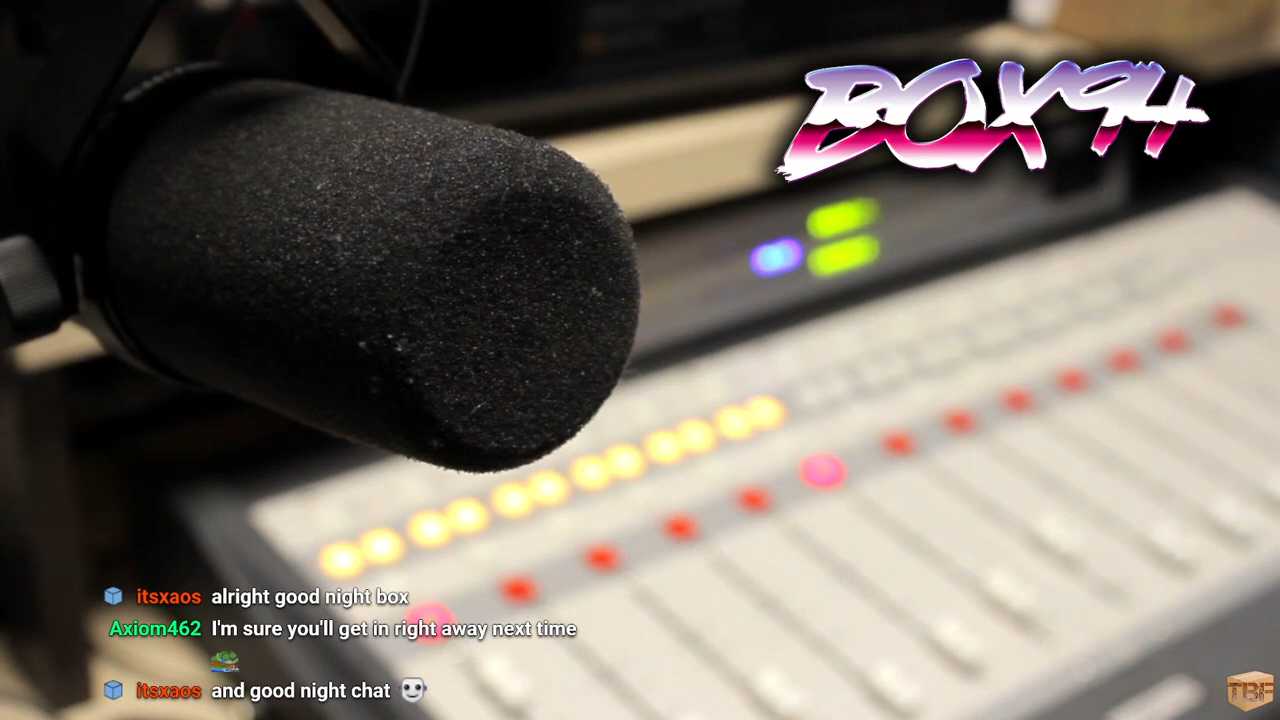 BOX94
itsxaos alright good night box
Axiom462 I'm sure you'll get in right away next time
itsxaos and good night chat
TBF